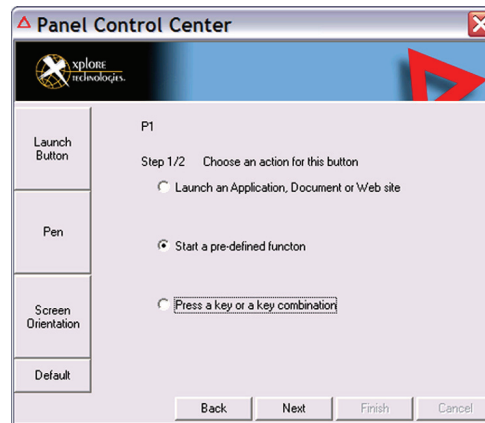 Panel Control Center
xplore
technologies.
Launch
Button
Pen
Screen
Orientation
Default
P1
Step 1/2 Choose an action for this button
Launch an Application, Document or Web site
Start a pre-defined functon
Press a key or a key combination
Back Next Finish Cancel